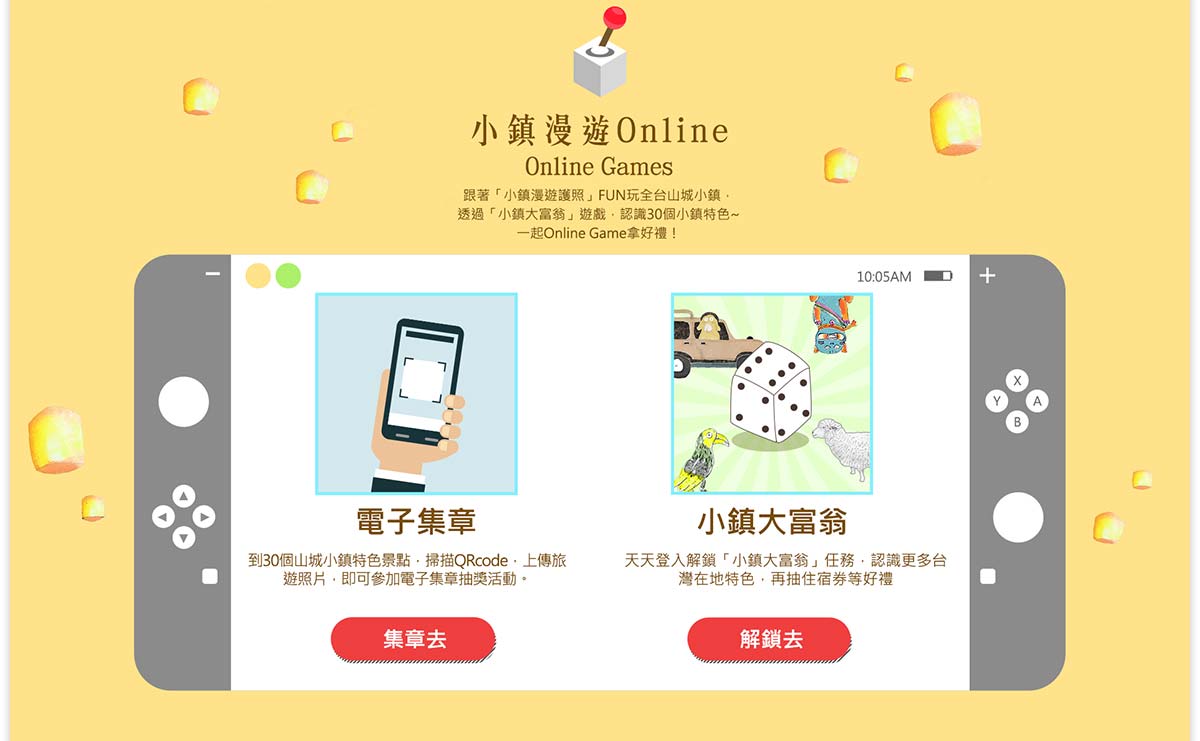 小鎮漫遊Online
Online Games
跟著「小鎮漫遊護照」FUN玩全台山城小鎮，
透過「小鎮大富翁」遊戲，認識30個小鎮特色~
一起Online Game拿好禮！
10:05AM
X
Y
A
B
電子集章
到30個山城小鎮特色景點，掃描QRcode，上傳旅
遊照片，即可參加電子集章抽獎活動。
集章去
小鎮大富翁
天天登入解鎖「小鎮大富翁」任務，認識更多台
灣在地特色，再抽住宿券等好禮
解鎖去